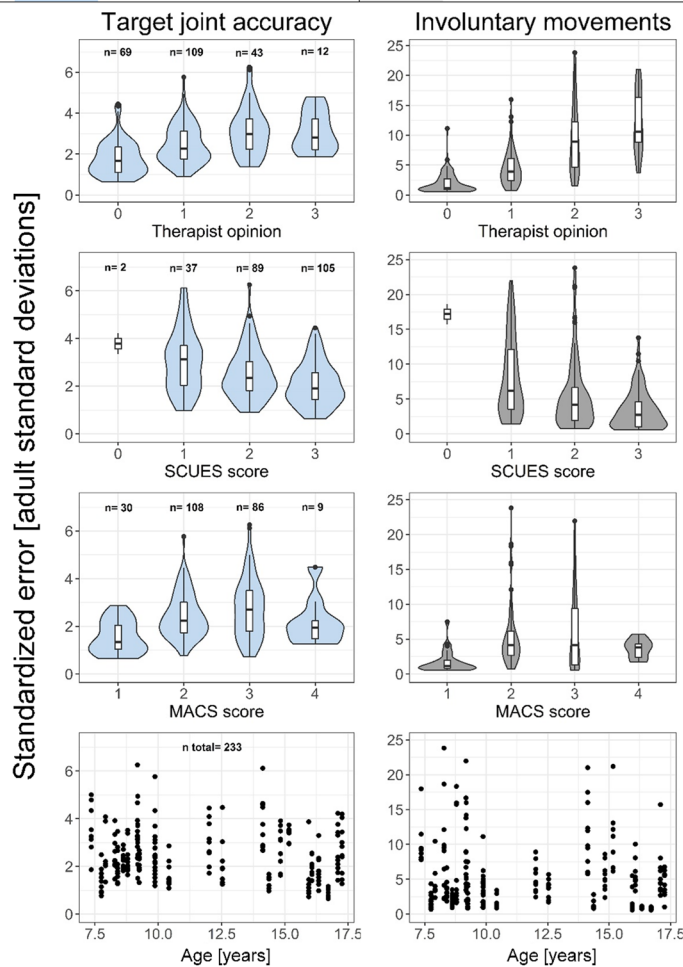 Target joint accuracy
Involuntary movements
Standardized error [adult standard deviations]
n= 69 n= 109 n= 43 n= 12
6
4
2
0
0 1 2 3
Therapist opinion
25
20
15
10
5
0
0 1 2 3
Therapist opinion
n= 2 n= 37 n= 89 n= 105
6
4
2
0
0 1 2 3
SCUES score
25
20
15
10
5
0
0 1 2 3
SCUES score
n= 30 n= 108 n= 86 n= 9
6
4
2
0
1 2 3 4
MACS score
25
20
15
10
5
0
1 2 3 4
MACS score
n total= 233
6
4
2
0
7.5 10.0 12.5 15.0 17.5
Age [years]
25
20
15
10
5
0
7.5 10.0 12.5 15.0 17.5
Age [years]